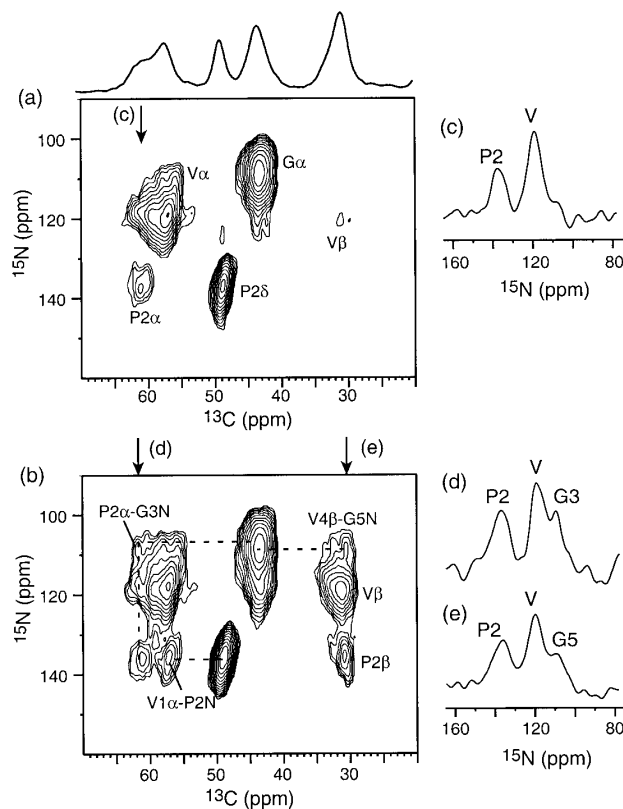 (a)
(c)
100
120
140
15N (ppm)
Vα
Gα
Vβ
P2α
P2δ
60 50 40 30
13C (ppm)
(c)
V
P2
160 120 80
15N (ppm)
(d)
(e)
(b)
100
120
140
15N (ppm)
P2α-G3N
V4β-G5N
Vβ
P2β
V1α-P2N
60 50 40 30
13C (ppm)
(d)
V
P2
G3
(e)
V
P2
G5
160 120 80
15N (ppm)